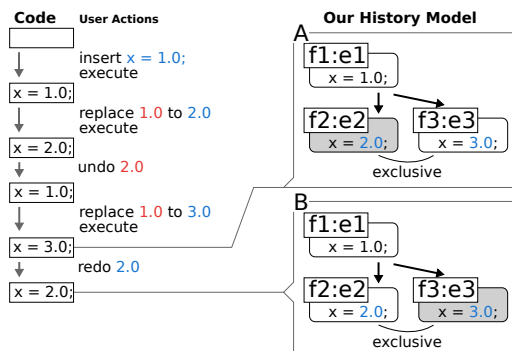 Code
User Actions
insert x = 1.0;
execute
x = 1.0;
replace 1.0 to 2.0
execute
x = 2.0;
undo 2.0
x = 1.0;
replace 1.0 to 3.0
execute
x = 3.0;
redo 2.0
x = 2.0;
Our History Model
A
f1:e1
x = 1.0;
f2:e2 f3:e3
x = 2.0; x = 3.0;
exclusive
B
f1:e1
x = 1.0;
f2:e2 f3:e3
x = 2.0; x = 3.0;
exclusive